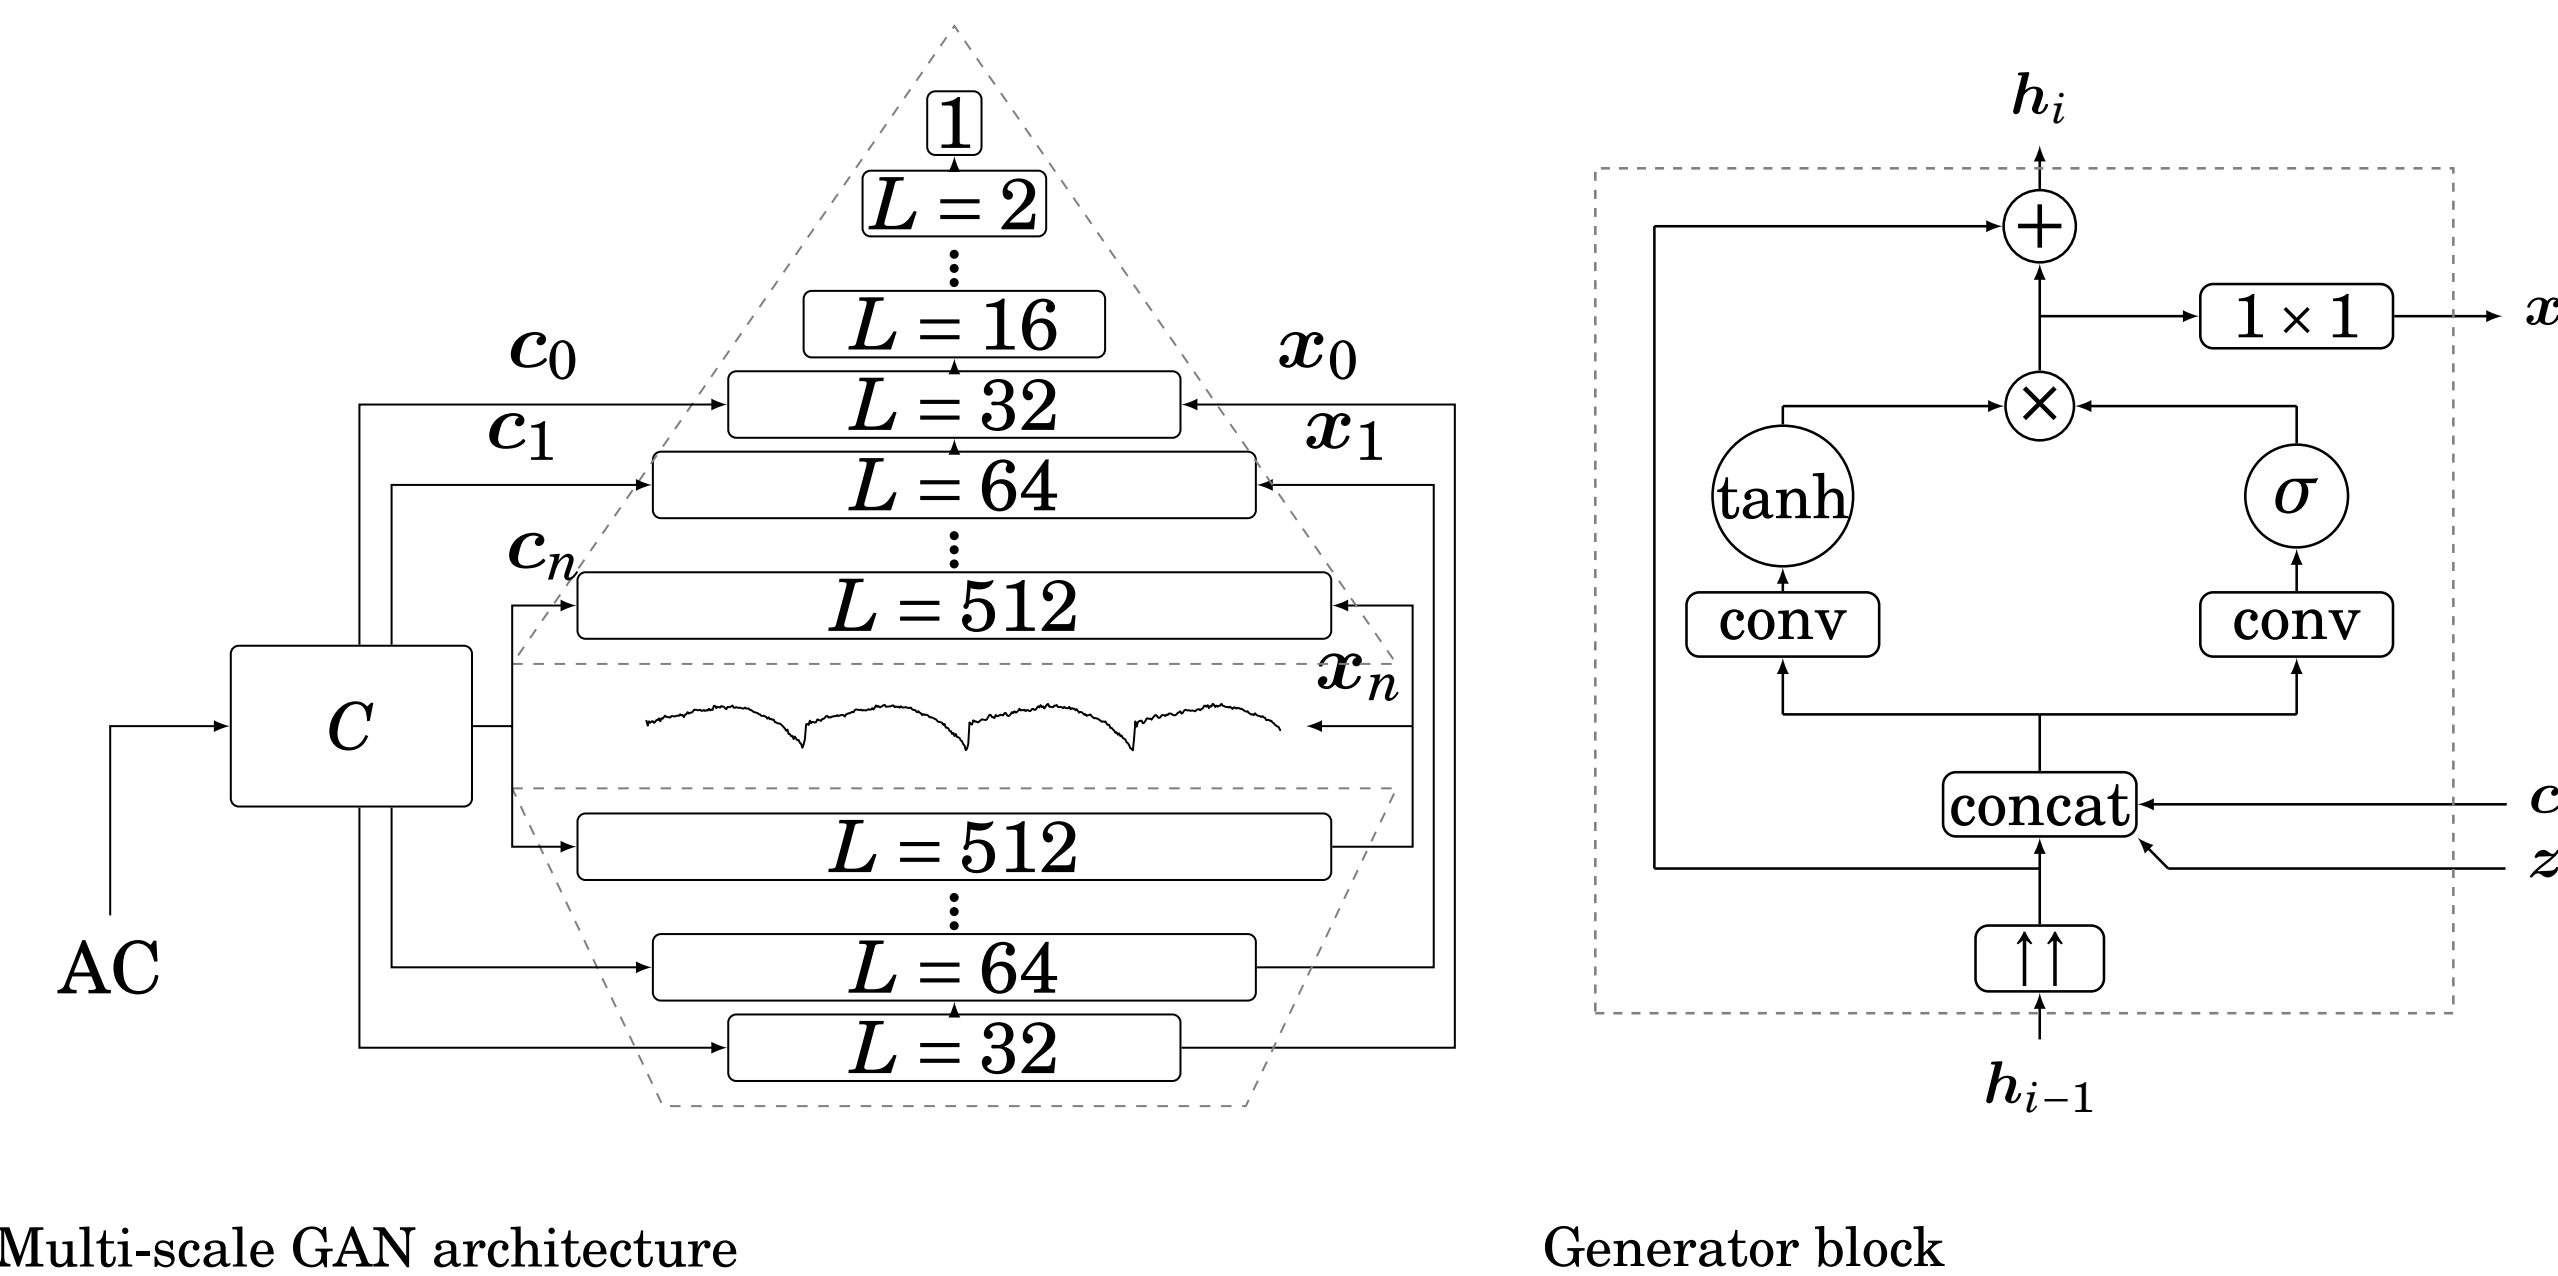 1
L = 2
L = 16
c₀ x₀
L = 32
c₁ x₁
L = 64
cₙ
L = 512
xₙ
C
L = 512
AC
L = 64
L = 32
Multi-scale GAN architecture
hᵢ
+
1 × 1 x
×
tanh σ
conv conv
concat c
z
↑↑
hᵢ₋₁
Generator block